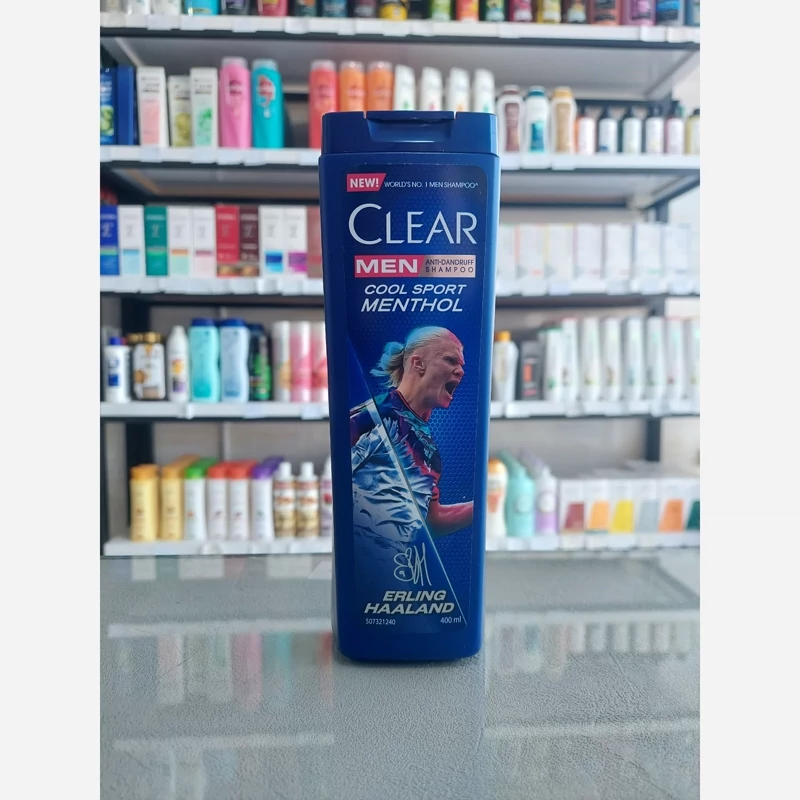 NEW! WORLD'S NO. 1 MEN SHAMPOO^
CLEAR
MEN ANTI-DANDRUFF
SHAMPOO
COOL SPORT
MENTHOL
ERLING
HAALAND
507321240 400 ml